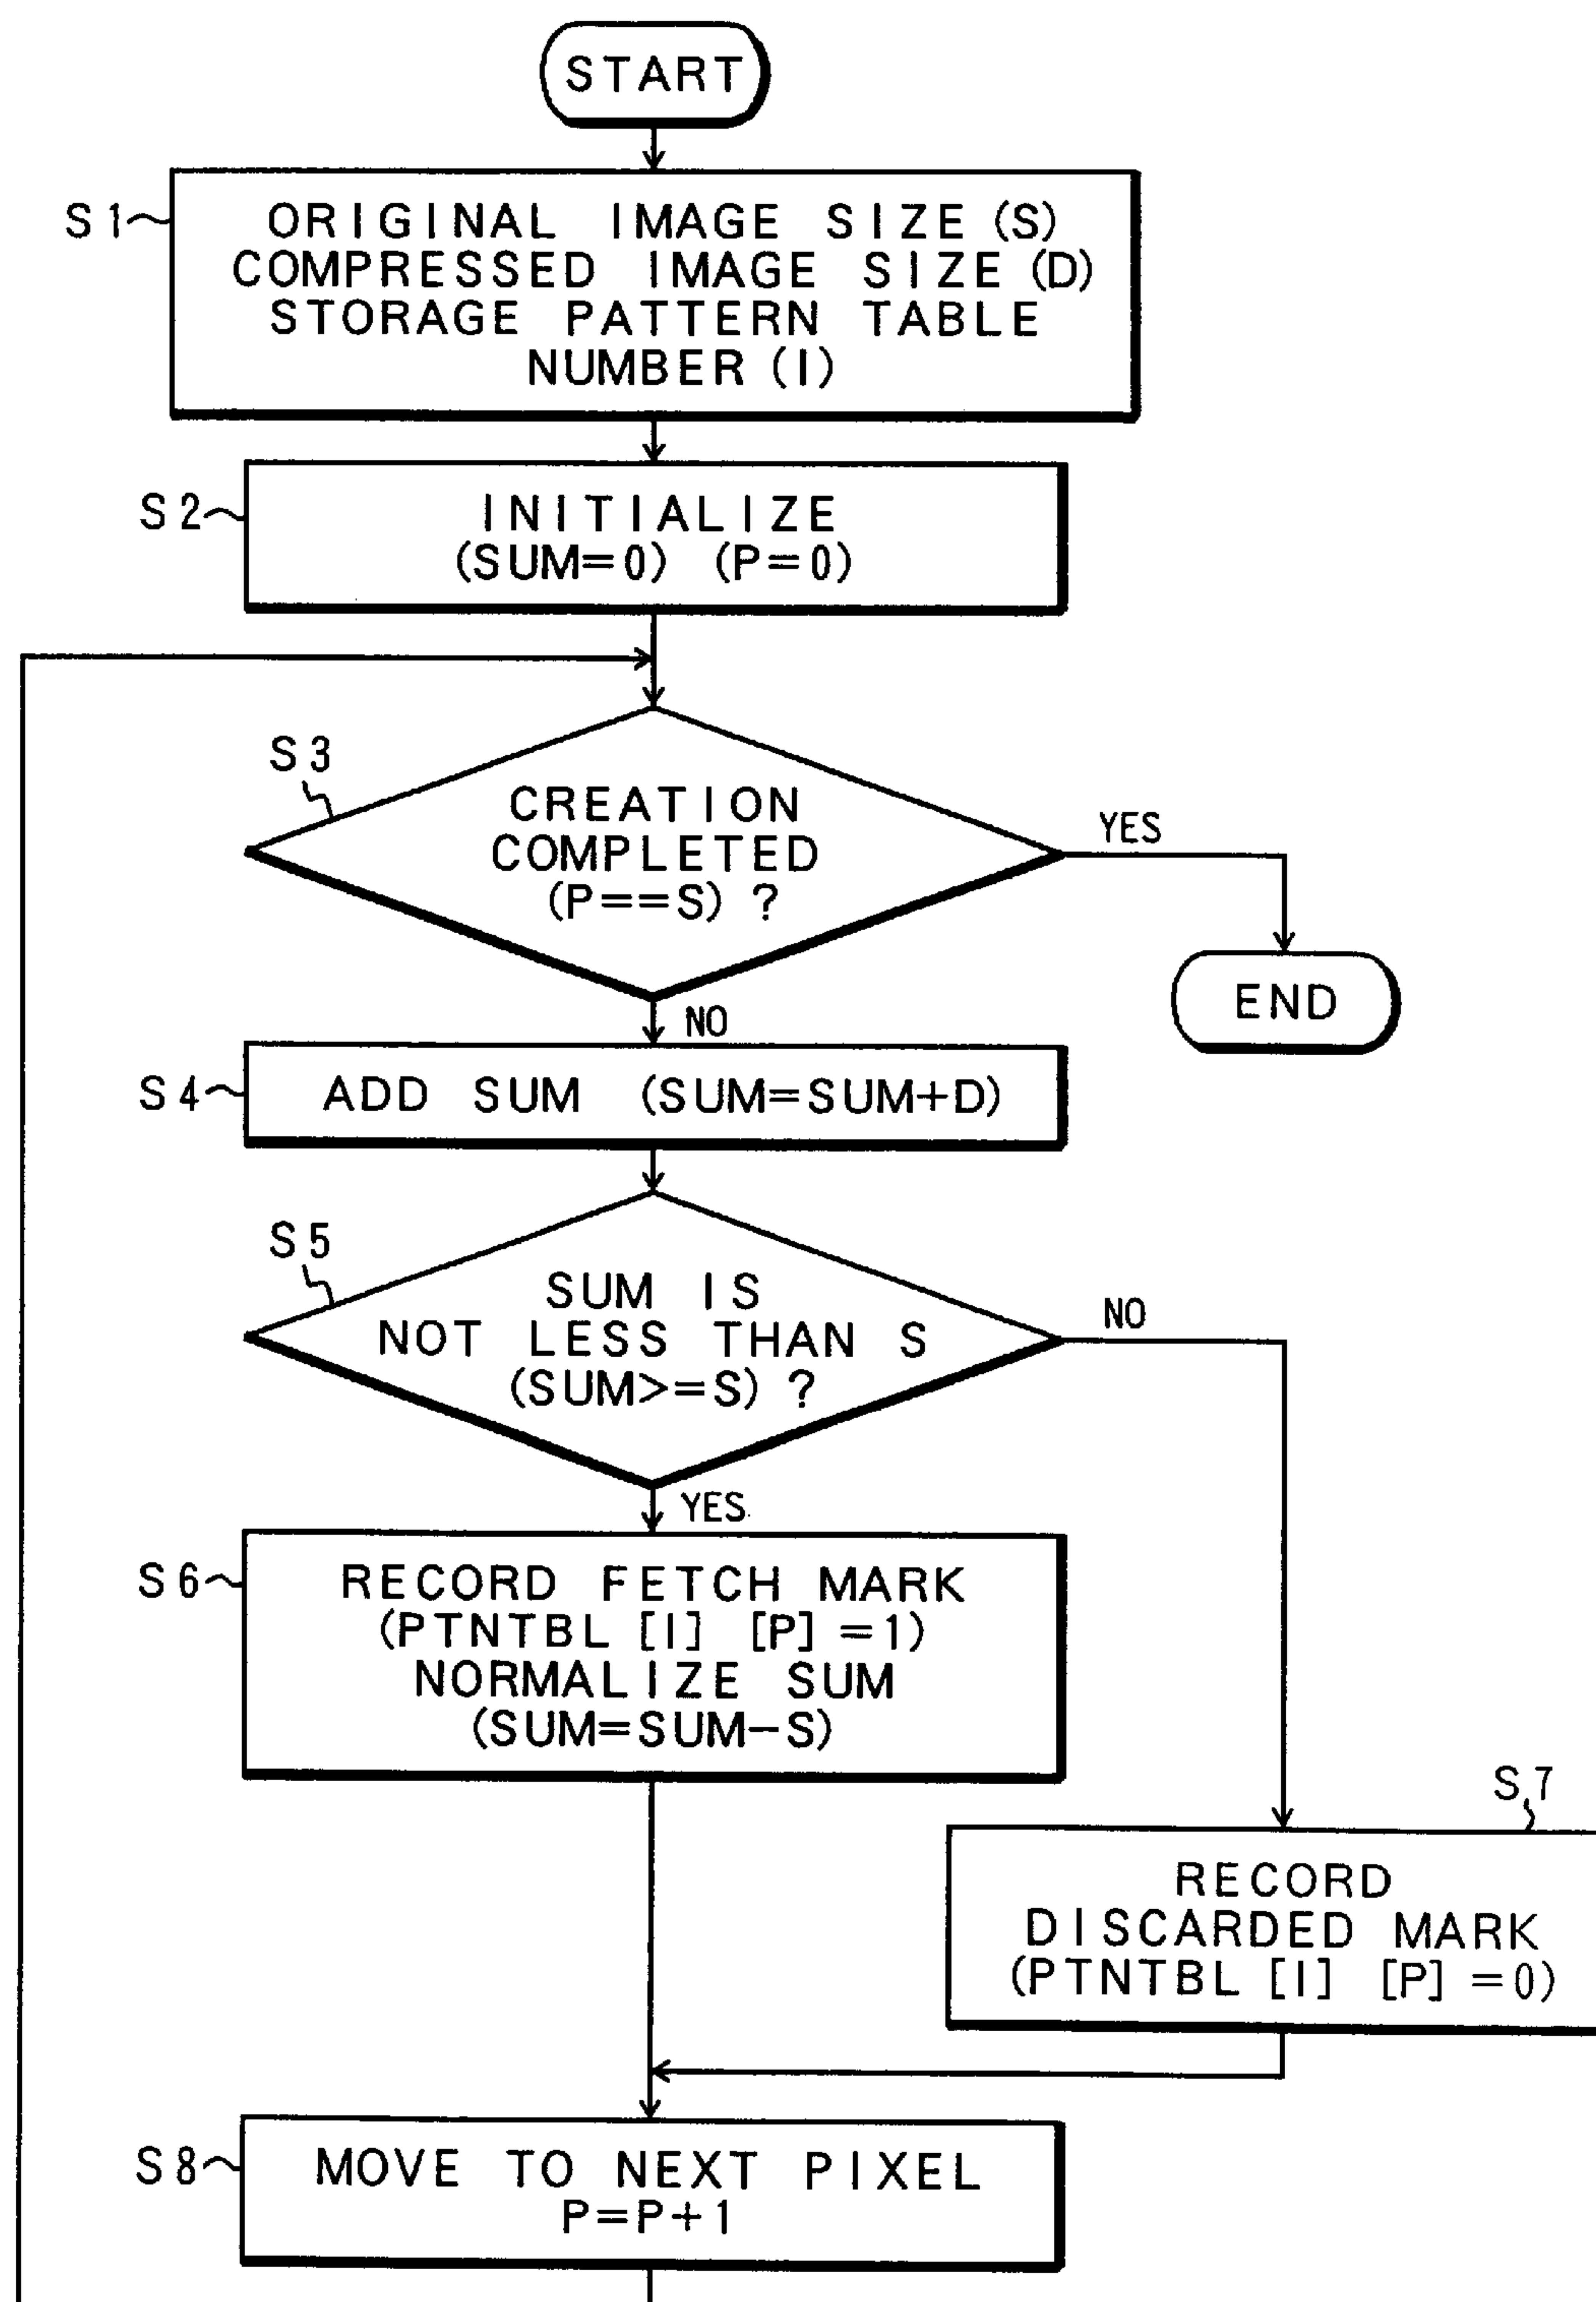 START
S1
ORIGINAL IMAGE SIZE (S)
COMPRESSED IMAGE SIZE (D)
STORAGE PATTERN TABLE
NUMBER (I)
S2
INITIALIZE
(SUM=0) (P=0)
S3
CREATION
COMPLETED
(P==S) ?
YES
END
NO
S4
ADD SUM (SUM=SUM+D)
S5
SUM IS
NOT LESS THAN S
(SUM>=S) ?
NO
YES
S6
RECORD FETCH MARK
(PTNTBL [I] [P] =1)
NORMALIZE SUM
(SUM=SUM-S)
S7
RECORD
DISCARDED MARK
(PTNTBL [I] [P] =0)
S8
MOVE TO NEXT PIXEL
P=P+1